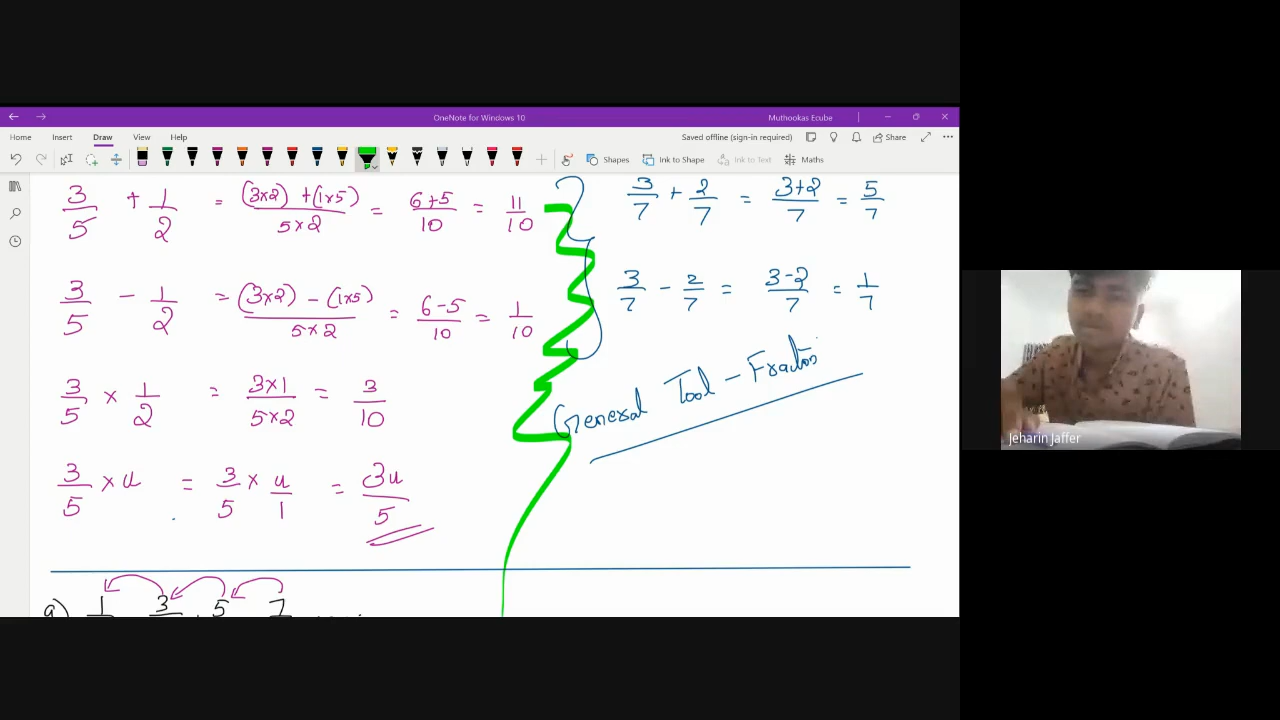 OneNote for Windows 10
Muthookas Ecube
Home Insert Draw View Help
Saved offline (sign-in required) Share
Shapes Ink to Shape Ink to Text Maths
3/5 + 1/2 = (3×2) + (1×5)/5×2 = 6+5/10 = 11/10
3/7 + 2/7 = 3+2/7 = 5/7
3/5 - 1/2 = (3×2) - (1×5)/5×2 = 6-5/10 = 1/10
3/7 - 2/7 = 3-2/7 = 1/7
3/5 × 1/2 = 3×1/5×2 = 3/10
General Tool - Fraction
3/5 × u = 3/5 × u/1 = 3u/5
a) 1 3 5 7
Jeharin Jaffer